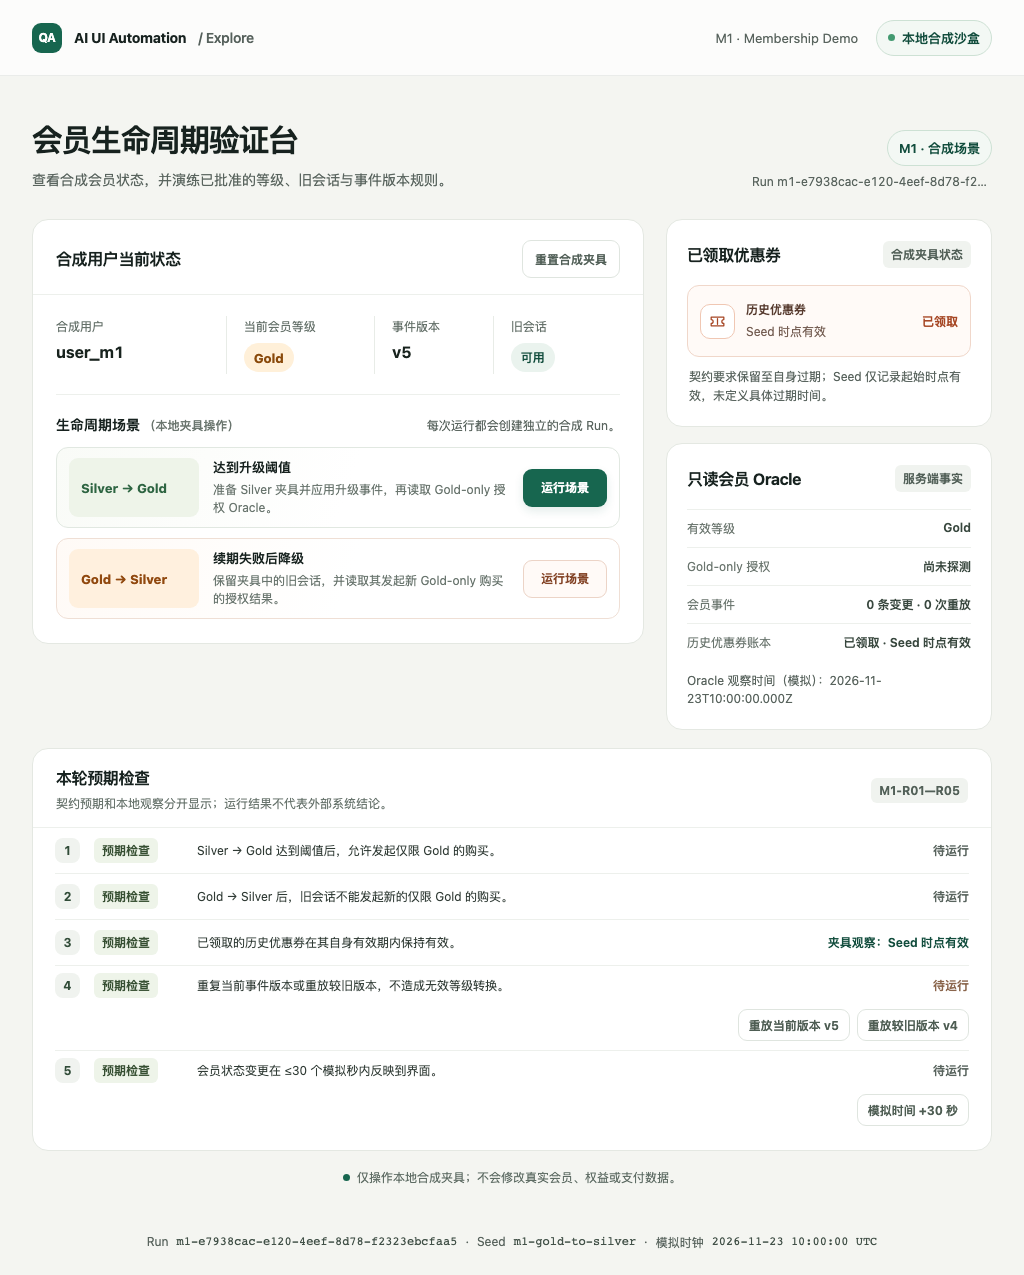 QA AI UI Automation / Explore
M1 · Membership Demo
本地合成沙盒
会员生命周期验证台
查看合成会员状态，并演练已批准的等级、旧会话与事件版本规则。
M1 · 合成场景
Run m1-e7938cac-e120-4eef-8d78-f2...
合成用户当前状态
重置合成夹具
合成用户
user_m1
当前会员等级
Gold
事件版本
v5
旧会话
可用
生命周期场景 （本地夹具操作）
每次运行都会创建独立的合成 Run。
Silver → Gold
达到升级阈值
准备 Silver 夹具并应用升级事件，再读取 Gold-only 授
权 Oracle。
运行场景
Gold → Silver
续期失败后降级
保留夹具中的旧会话，并读取其发起新 Gold-only 购买
的授权结果。
运行场景
已领取优惠券
合成夹具状态
历史优惠券
Seed 时点有效
已领取
契约要求保留至自身过期；Seed 仅记录起始时点有
效，未定义具体过期时间。
只读会员 Oracle
服务端事实
有效等级
Gold
Gold-only 授权
尚未探测
会员事件
0 条变更 · 0 次重放
历史优惠券账本
已领取 · Seed 时点有效
Oracle 观察时间（模拟）：2026-11-
23T10:00:00.000Z
本轮预期检查
契约预期和本地观察分开显示；运行结果不代表外部系统结论。
M1-R01—R05
1 预期检查 Silver → Gold 达到阈值后，允许发起仅限 Gold 的购买。 待运行
2 预期检查 Gold → Silver 后，旧会话不能发起新的仅限 Gold 的购买。 待运行
3 预期检查 已领取的历史优惠券在其自身有效期内保持有效。 夹具观察：Seed 时点有效
4 预期检查 重复当前事件版本或重放较旧版本，不造成无效等级转换。 待运行
重放当前版本 v5 重放较旧版本 v4
5 预期检查 会员状态变更在 ≤30 个模拟秒内反映到界面。 待运行
模拟时间 +30 秒
仅操作本地合成夹具；不会修改真实会员、权益或支付数据。
Run m1-e7938cac-e120-4eef-8d78-f2323ebcfaa5 · Seed m1-gold-to-silver · 模拟时钟 2026-11-23 10:00:00 UTC